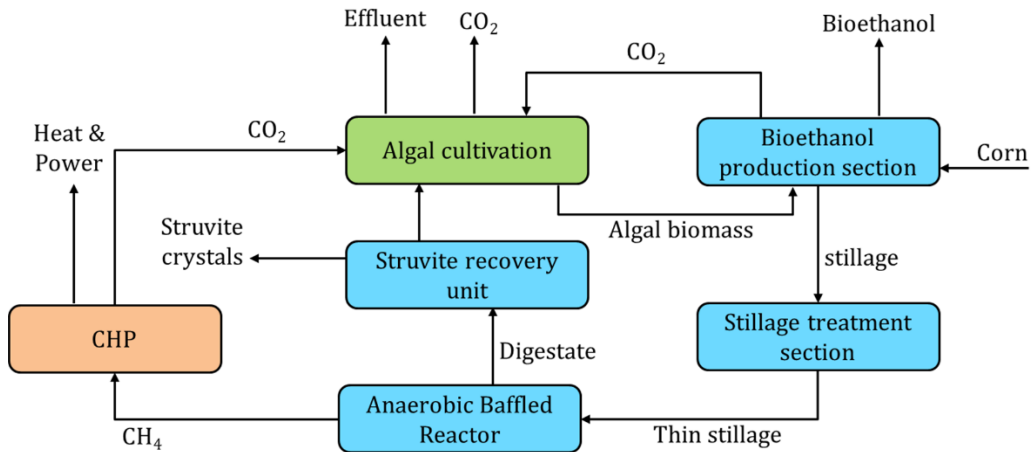 Effluent
CO₂
Bioethanol
CO₂
Heat &
Power
CO₂
Algal cultivation
Bioethanol
production section
Corn
Struvite
crystals
Algal biomass
Struvite recovery
unit
stillage
CHP
Stillage treatment
section
Digestate
Anaerobic Baffled
Reactor
CH₄
Thin stillage